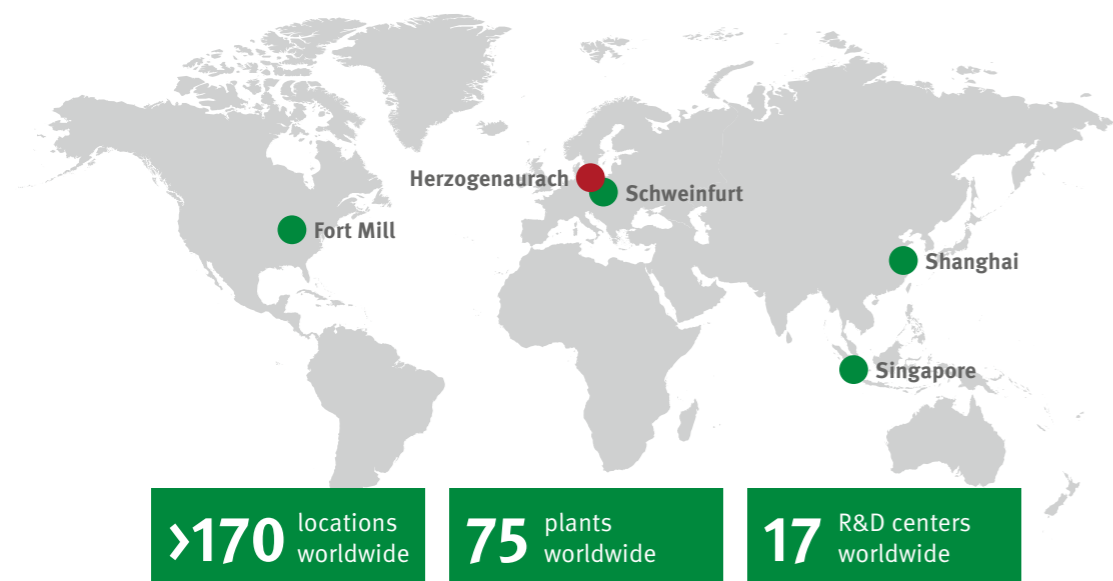 Herzogenaurach
Schweinfurt
Fort Mill
Shanghai
Singapore
>170 locations
worldwide
75 plants
worldwide
17 R&D centers
worldwide